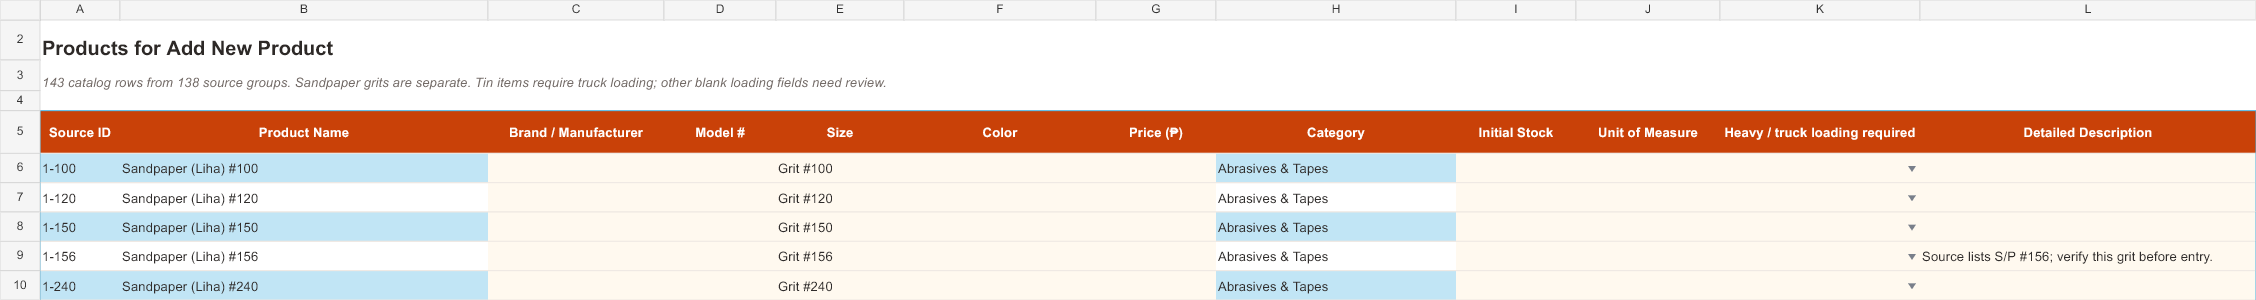 A B C D E F G H I J K L
2 Products for Add New Product
3 143 catalog rows from 138 source groups. Sandpaper grits are separate. Tin items require truck loading; other blank loading fields need review.
4
5 Source ID Product Name Brand / Manufacturer Model # Size Color Price (₱) Category Initial Stock Unit of Measure Heavy / truck loading required Detailed Description
6 1-100 Sandpaper (Liha) #100 Grit #100 Abrasives & Tapes
7 1-120 Sandpaper (Liha) #120 Grit #120 Abrasives & Tapes
8 1-150 Sandpaper (Liha) #150 Grit #150 Abrasives & Tapes
9 1-156 Sandpaper (Liha) #156 Grit #156 Abrasives & Tapes Source lists S/P #156; verify this grit before entry.
10 1-240 Sandpaper (Liha) #240 Grit #240 Abrasives & Tapes